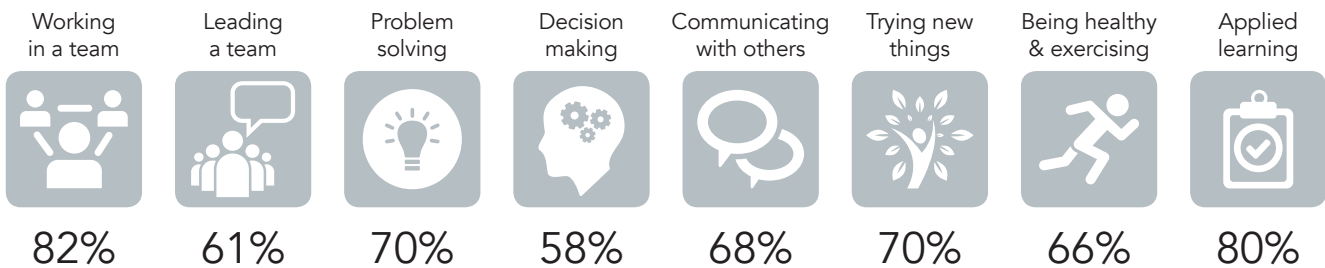 Working
in a team
Leading
a team
Problem
solving
Decision
making
Communicating
with others
Trying new
things
Being healthy
& exercising
Applied
learning
82%
61%
70%
58%
68%
70%
66%
80%